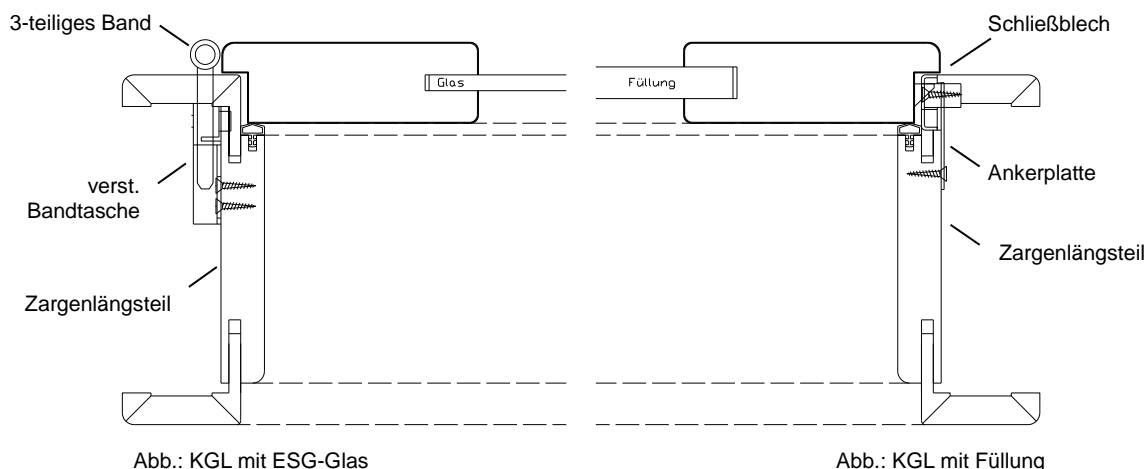 3-teiliges Band
Schließblech
Glas
Füllung
verst.
Bandtasche
Ankerplatte
Zargenlängsteil
Zargenlängsteil
Abb.: KGL mit ESG-Glas
Abb.: KGL mit Füllung